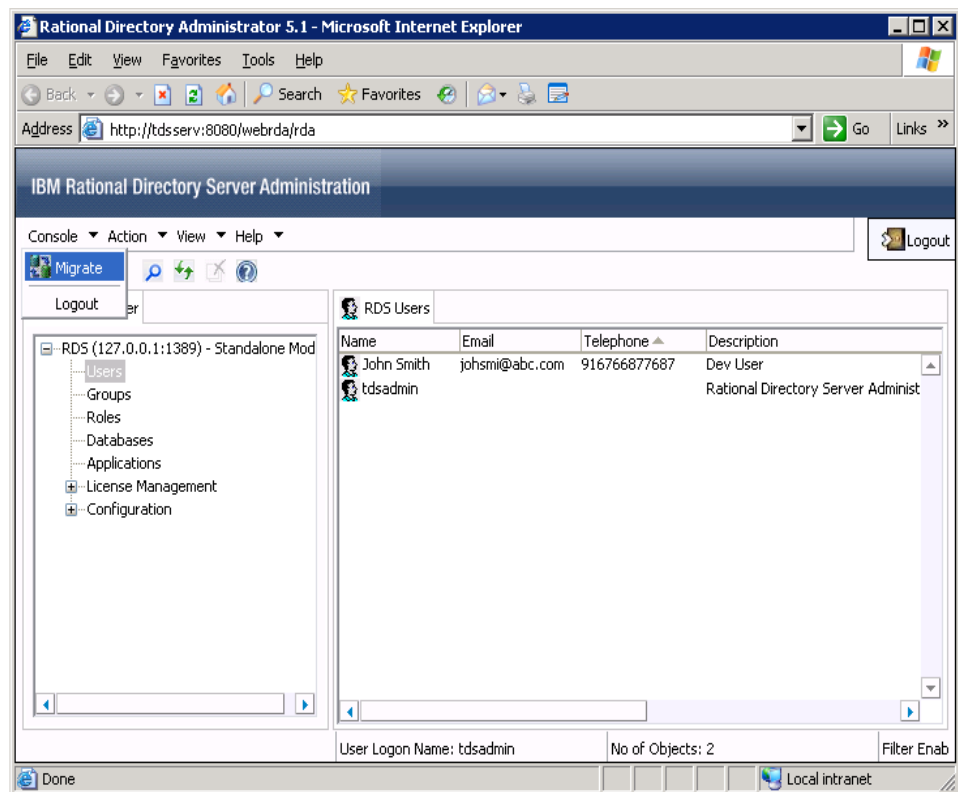 Rational Directory Administrator 5.1 - Microsoft Internet Explorer
File Edit View Favorites Tools Help
Back Search Favorites
Address http://tdsserv:8080/webrda/rda Go Links »
IBM Rational Directory Server Administration
Console Action View Help
Logout
Migrate
Logout
er
RDS Users
RDS (127.0.0.1:1389) - Standalone Mod
Users
Groups
Roles
Databases
Applications
License Management
Configuration
Name Email Telephone Description
John Smith johsmi@abc.com 916766877687 Dev User
tdsadmin Rational Directory Server Administ
User Logon Name: tdsadmin No of Objects: 2 Filter Enab
Done Local intranet